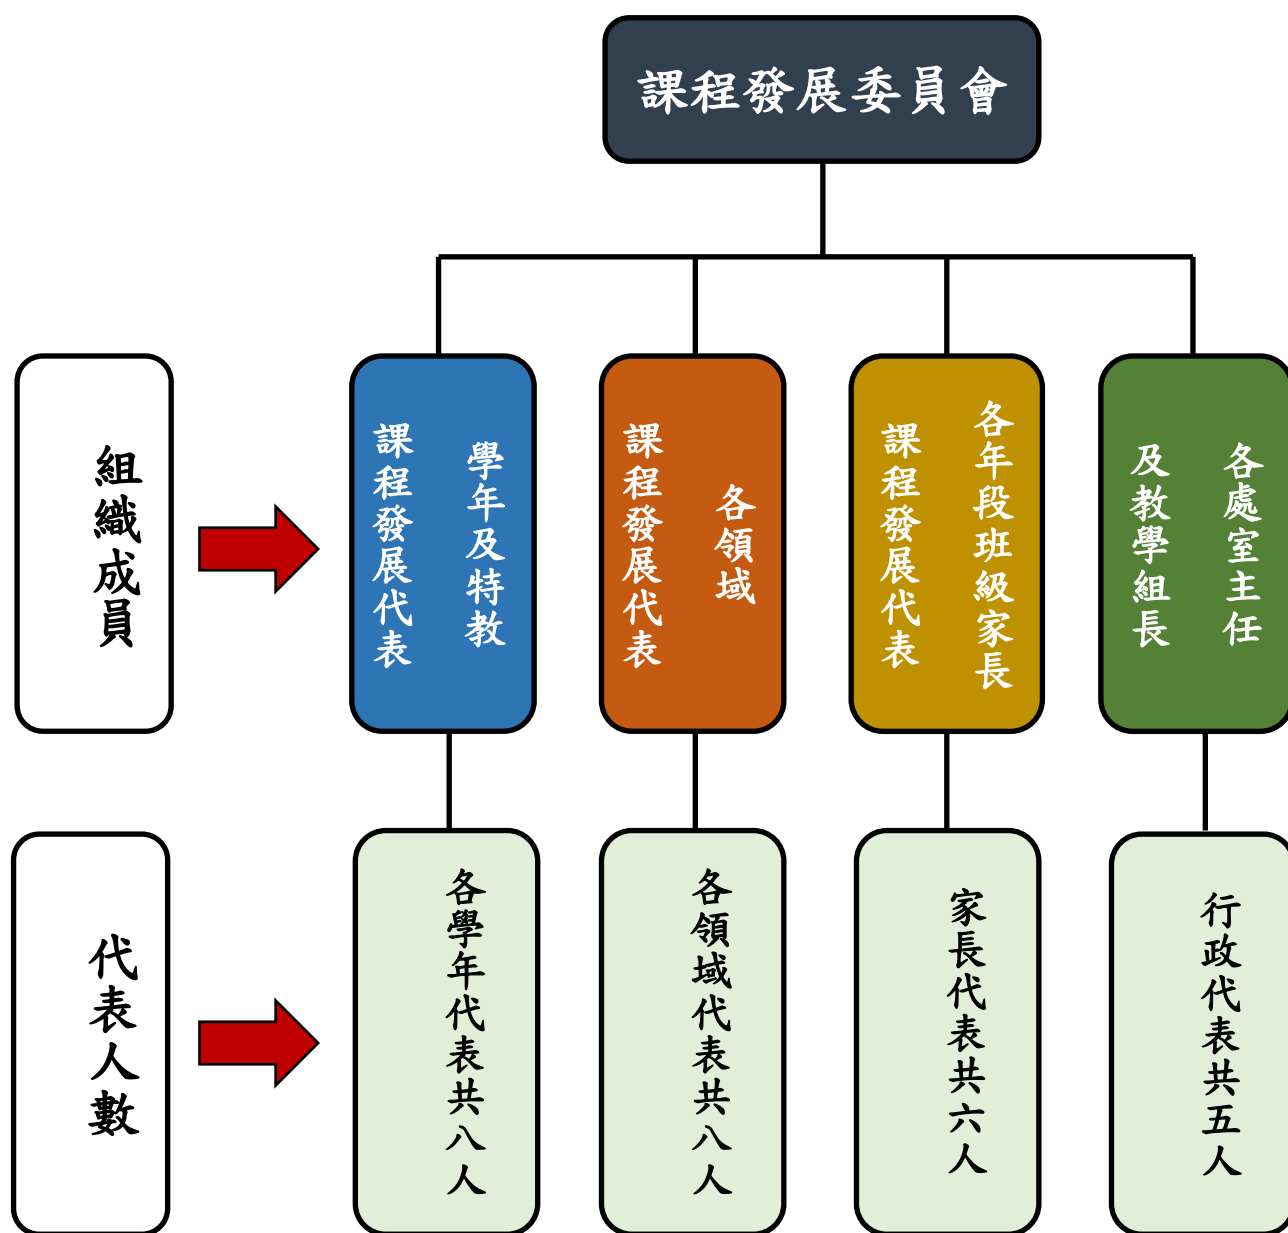 課程發展委員會
組織成員
學年及特教
課程發展代表
各領域
課程發展代表
各年段班級家長
課程發展代表
各處室主任
及教學組長
代表人數
各學年代表共八人
各領域代表共八人
家長代表共六人
行政代表共五人